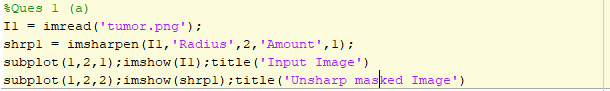 %Ques 1 (a)
I1 = imread('tumor.png');
shrp1 = imsharpen(I1,'Radius',2,'Amount',1);
subplot(1,2,1);imshow(I1);title('Input Image')
subplot(1,2,2);imshow(shrp1);title('Unsharp masked Image')